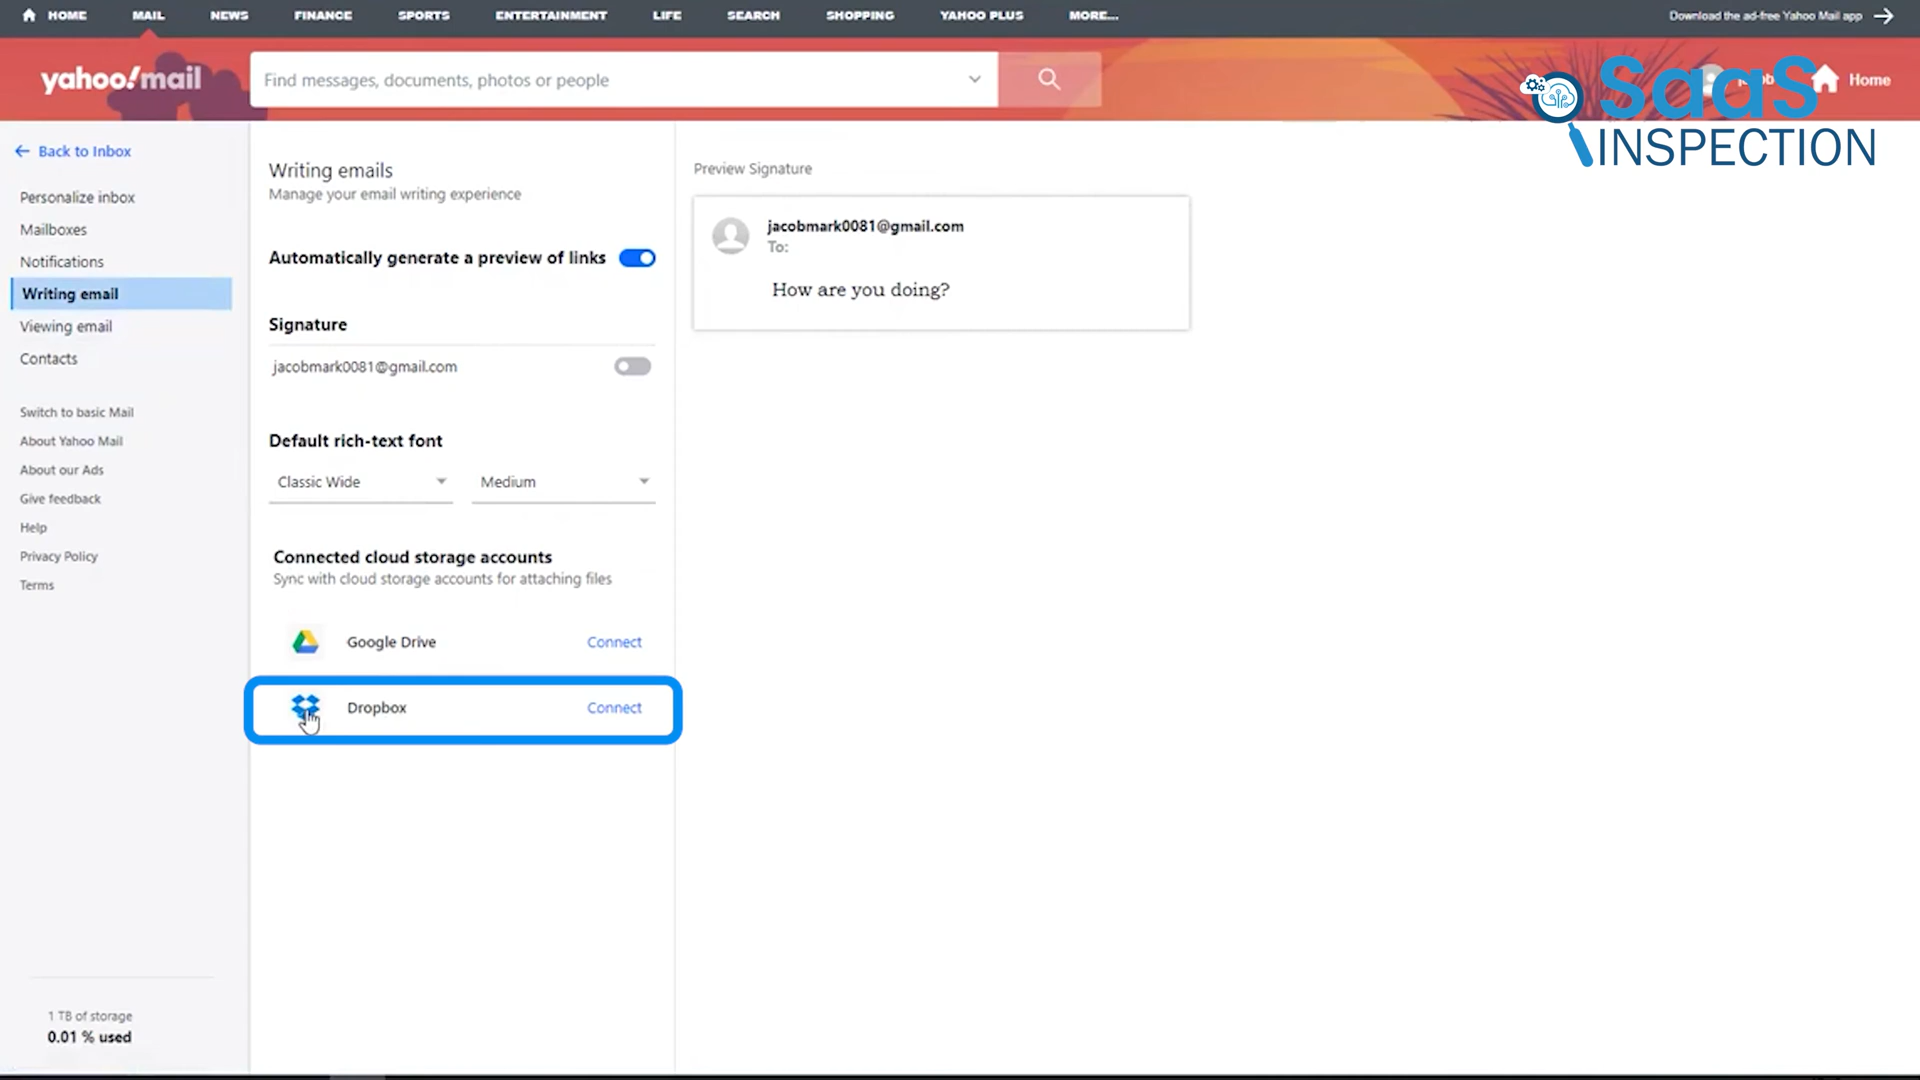 HOME MAIL NEWS FINANCE SPORTS ENTERTAINMENT LIFE SEARCH SHOPPING YAHOO PLUS MORE... Download the ad-free Yahoo Mail app
yahoo!mail
Find messages, documents, photos or people
Home
SaaS
INSPECTION
Back to Inbox
Personalize inbox
Mailboxes
Notifications
Writing email
Viewing email
Contacts
Switch to basic Mail
About Yahoo Mail
About our Ads
Give feedback
Help
Privacy Policy
Terms
1 TB of storage
0.01 % used
Writing emails
Manage your email writing experience
Automatically generate a preview of links
Signature
jacobmark0081@gmail.com
Default rich-text font
Classic Wide Medium
Connected cloud storage accounts
Sync with cloud storage accounts for attaching files
Google Drive Connect
Dropbox Connect
Preview Signature
jacobmark0081@gmail.com
To:
How are you doing?